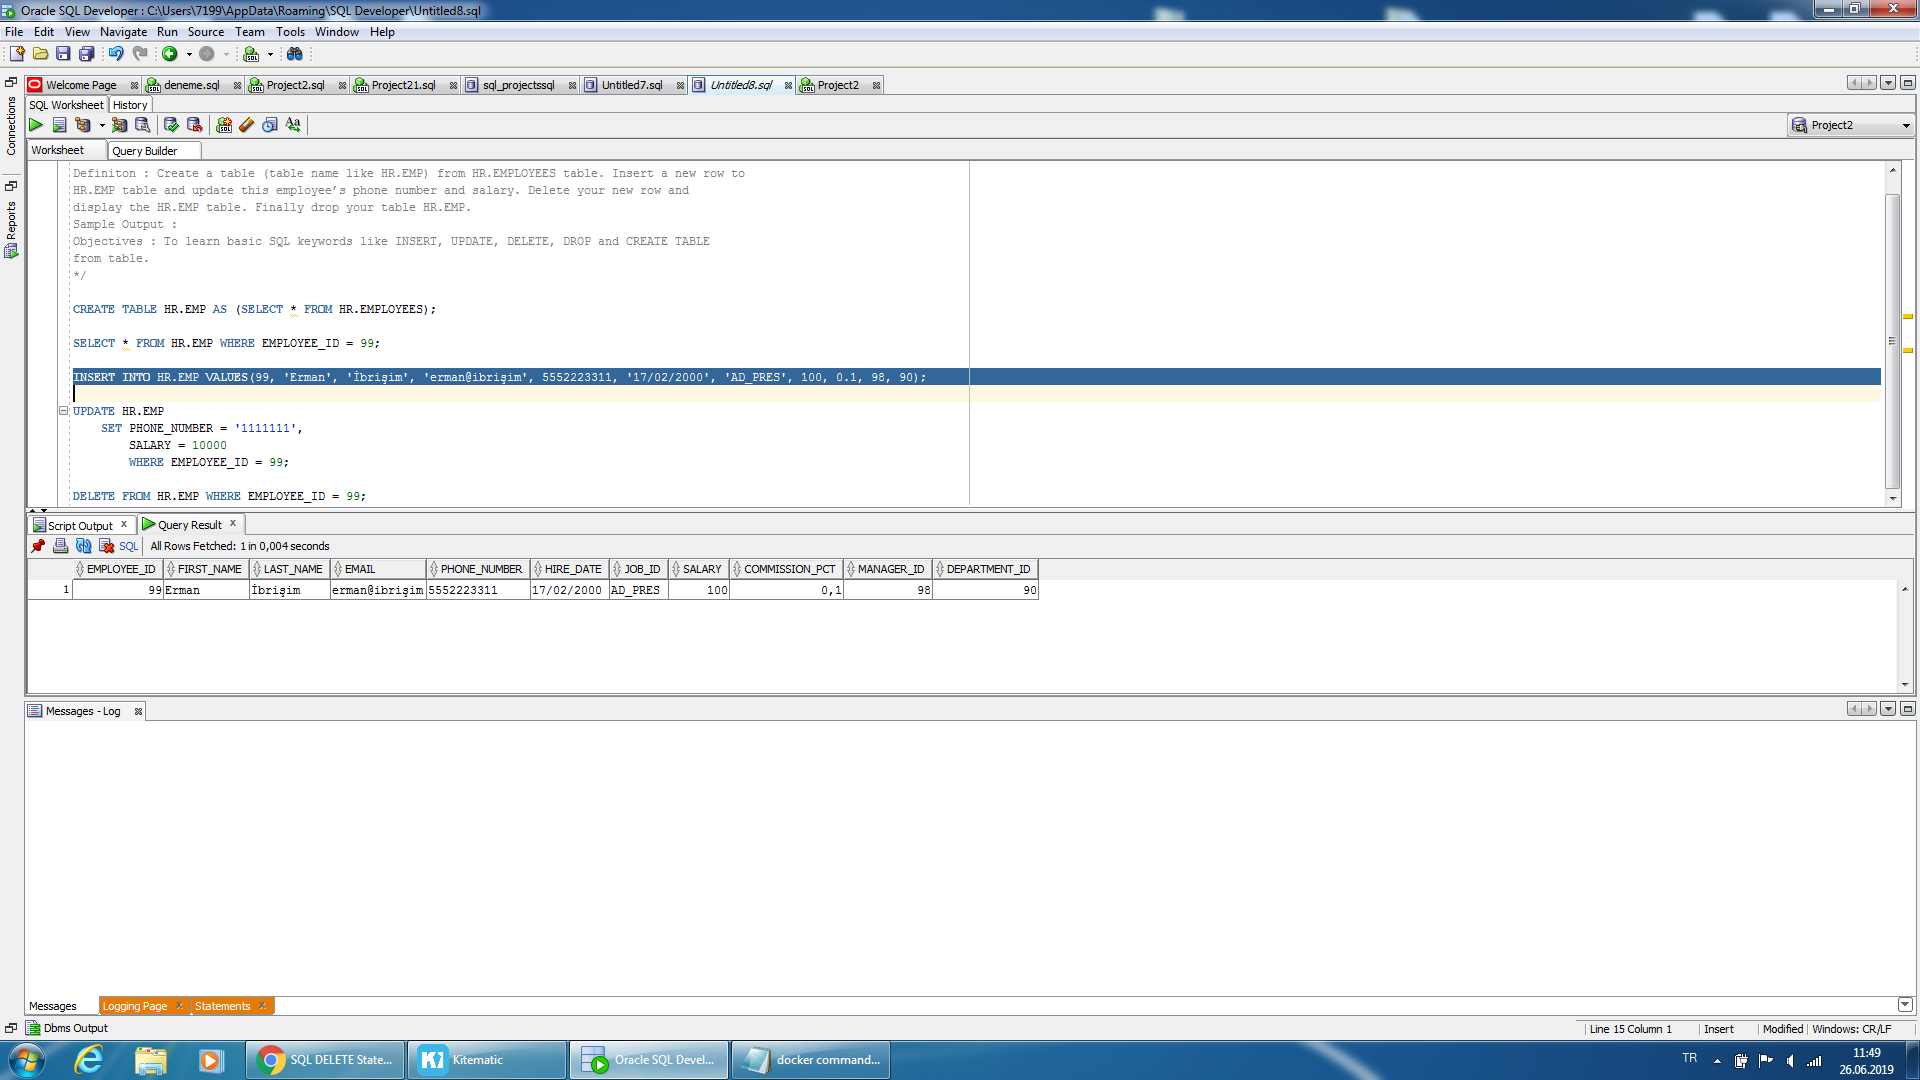 Oracle SQL Developer : C:\Users\7199\AppData\Roaming\SQL Developer\Untitled8.sql
File Edit View Navigate Run Source Team Tools Window Help
Welcome Page deneme.sql Project2.sql Project21.sql sql_projectssql Untitled7.sql Untitled8.sql Project2
SQL Worksheet History
Project2
Worksheet Query Builder
Connections
Reports
Definiton : Create a table (table name like HR.EMP) from HR.EMPLOYEES table. Insert a new row to
HR.EMP table and update this employee’s phone number and salary. Delete your new row and
display the HR.EMP table. Finally drop your table HR.EMP.
Sample Output :
Objectives : To learn basic SQL keywords like INSERT, UPDATE, DELETE, DROP and CREATE TABLE
from table.
*/
CREATE TABLE HR.EMP AS (SELECT * FROM HR.EMPLOYEES);
SELECT * FROM HR.EMP WHERE EMPLOYEE_ID = 99;
INSERT INTO HR.EMP VALUES(99, 'Erman', 'İbrişim', 'erman@ibrişim', 5552223311, '17/02/2000', 'AD_PRES', 100, 0.1, 98, 90);
UPDATE HR.EMP
SET PHONE_NUMBER = '1111111',
SALARY = 10000
WHERE EMPLOYEE_ID = 99;
DELETE FROM HR.EMP WHERE EMPLOYEE_ID = 99;
Script Output x Query Result x
SQL All Rows Fetched: 1 in 0,004 seconds
EMPLOYEE_ID FIRST_NAME LAST_NAME EMAIL PHONE_NUMBER HIRE_DATE JOB_ID SALARY COMMISSION_PCT MANAGER_ID DEPARTMENT_ID
1 99 Erman İbrişim erman@ibrişim 5552223311 17/02/2000 AD_PRES 100 0,1 98 90
Messages - Log
Messages Logging Page x Statements x
Dbms Output
Line 15 Column 1 Insert Modified Windows: CR/LF
SQL DELETE State... Kitematic Oracle SQL Devel... docker command...
TR 11:49
26.06.2019